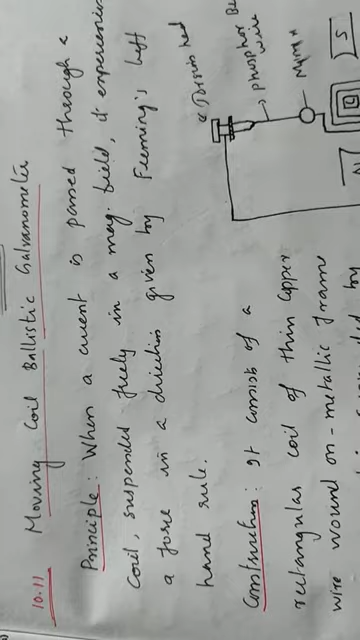 10.11 Moving Coil Ballistic Galvanometer
Principle: When a current is passed through a
coil, suspended freely in a mag. field, it experiences
a force in a direction given by Fleming's left
hand rule.
Construction: It consists of a
rectangular coil of thin copper
wire wound on-metallic frame
Torsion head
phosphor
wire
Mirror
S
N